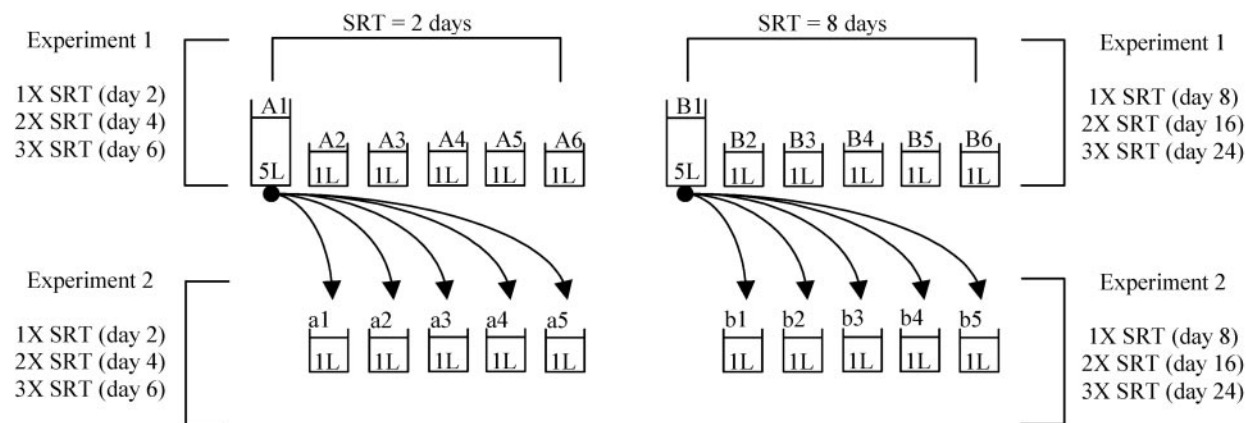 SRT = 2 days
SRT = 8 days
Experiment 1
1X SRT (day 2)
2X SRT (day 4)
3X SRT (day 6)
A1
A2
A3
A4
A5
A6
5L
1L
1L
1L
1L
1L
B1
B2
B3
B4
B5
B6
5L
1L
1L
1L
1L
1L
Experiment 1
1X SRT (day 8)
2X SRT (day 16)
3X SRT (day 24)
Experiment 2
1X SRT (day 2)
2X SRT (day 4)
3X SRT (day 6)
a1
a2
a3
a4
a5
1L
1L
1L
1L
1L
b1
b2
b3
b4
b5
1L
1L
1L
1L
1L
Experiment 2
1X SRT (day 8)
2X SRT (day 16)
3X SRT (day 24)